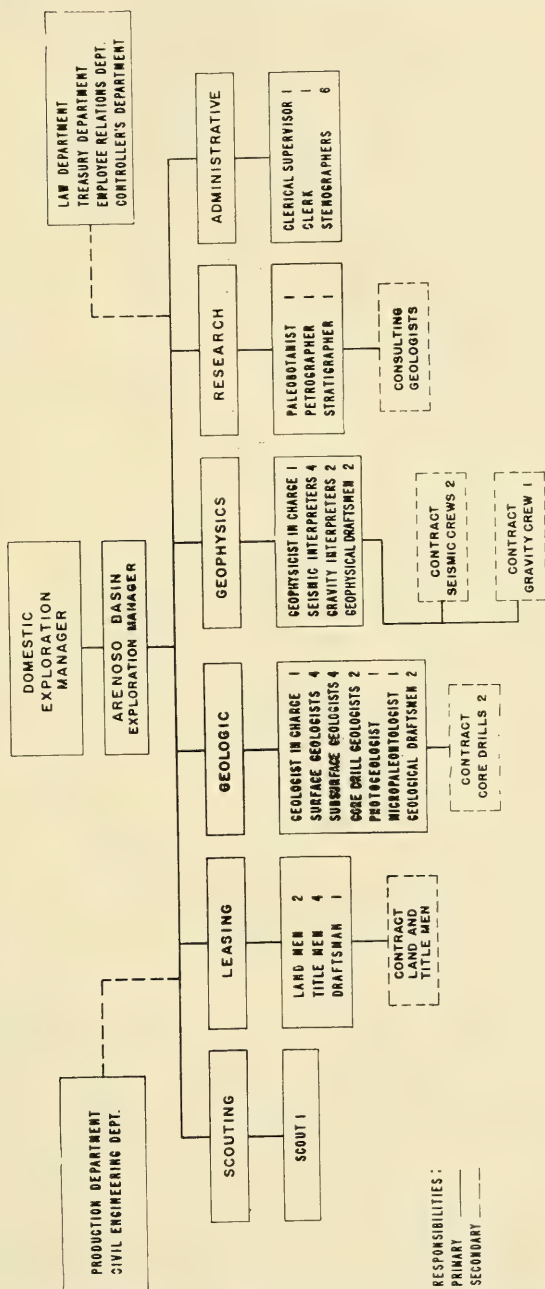 DOMESTIC
EXPLORATION
MANAGER
ARENOSO BASIN
EXPLORATION MANAGER
PRODUCTION DEPARTMENT
CIVIL ENGINEERING DEPT.
LAW DEPARTMENT
TREASURY DEPARTMENT
EMPLOYEE RELATIONS DEPT.
CONTROLLER'S DEPARTMENT
SCOUTING
SCOUT 1
LEASING
LAND MEN 2
TITLE MEN 4
DRAFTSMAN 1
CONTRACT
LAND AND
TITLE MEN
GEOLOGIC
GEOLOGIST IN CHARGE 1
SURFACE GEOLOGISTS 4
SUBSURFACE GEOLOGISTS 4
CORE DRILL GEOLOGISTS 2
PHOTOGEOLOGIST 1
MICROPALEONTOLOGIST 1
GEOLOGICAL DRAFTSMEN 2
CONTRACT
CORE DRILLS 2
GEOPHYSICS
GEOPHYSICIST IN CHARGE 1
SEISMIC INTERPRETERS 4
GRAVITY INTERPRETERS 2
GEOPHYSICAL DRAFTSMEN 2
CONTRACT
SEISMIC CREWS 2
CONTRACT
GRAVITY CREW 1
RESEARCH
PALEOBOTANIST 1
PETROGRAPHER 1
STRATIGRAPHER 1
CONSULTING
GEOLOGISTS
ADMINISTRATIVE
CLERICAL SUPERVISOR 1
CLERK 1
STENOGRAPHERS 6
RESPONSIBILITIES:
PRIMARY
SECONDARY